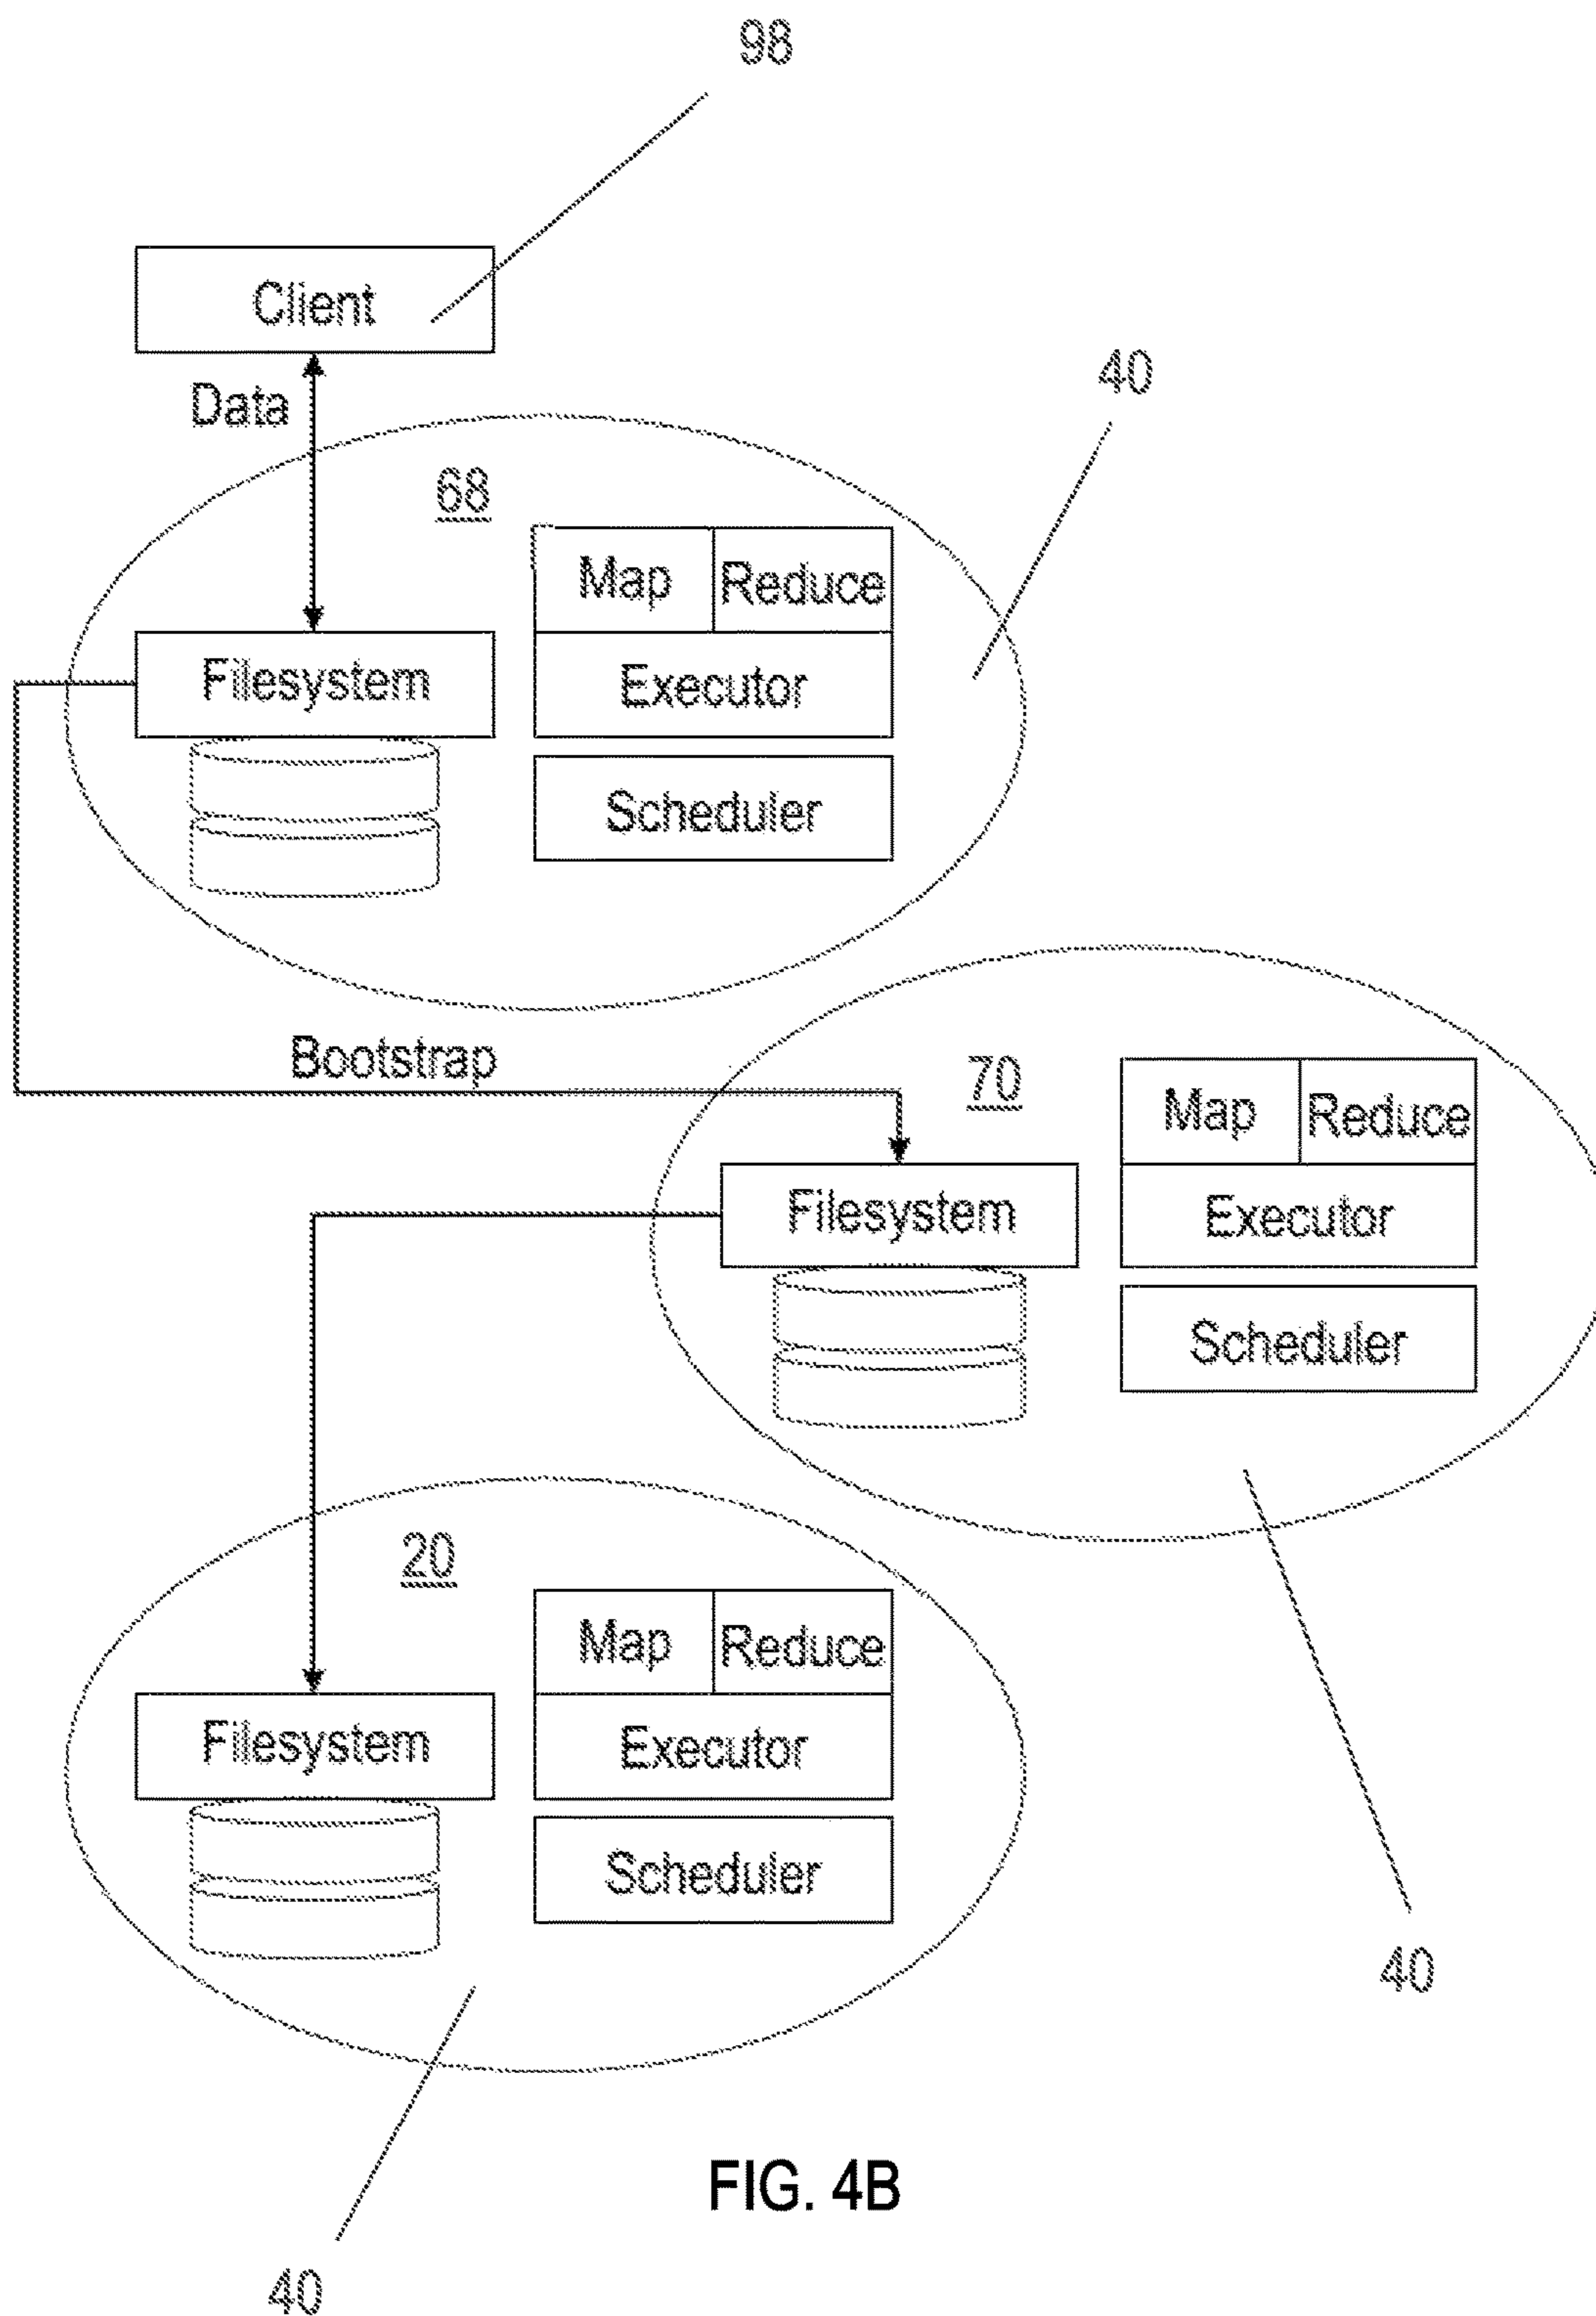 98
Client
Data
40
68
Map
Reduce
Filesystem
Executor
Scheduler
Bootstrap
70
Map
Reduce
Filesystem
Executor
Scheduler
20
Map
Reduce
Filesystem
Executor
Scheduler
40
FIG. 4B
40